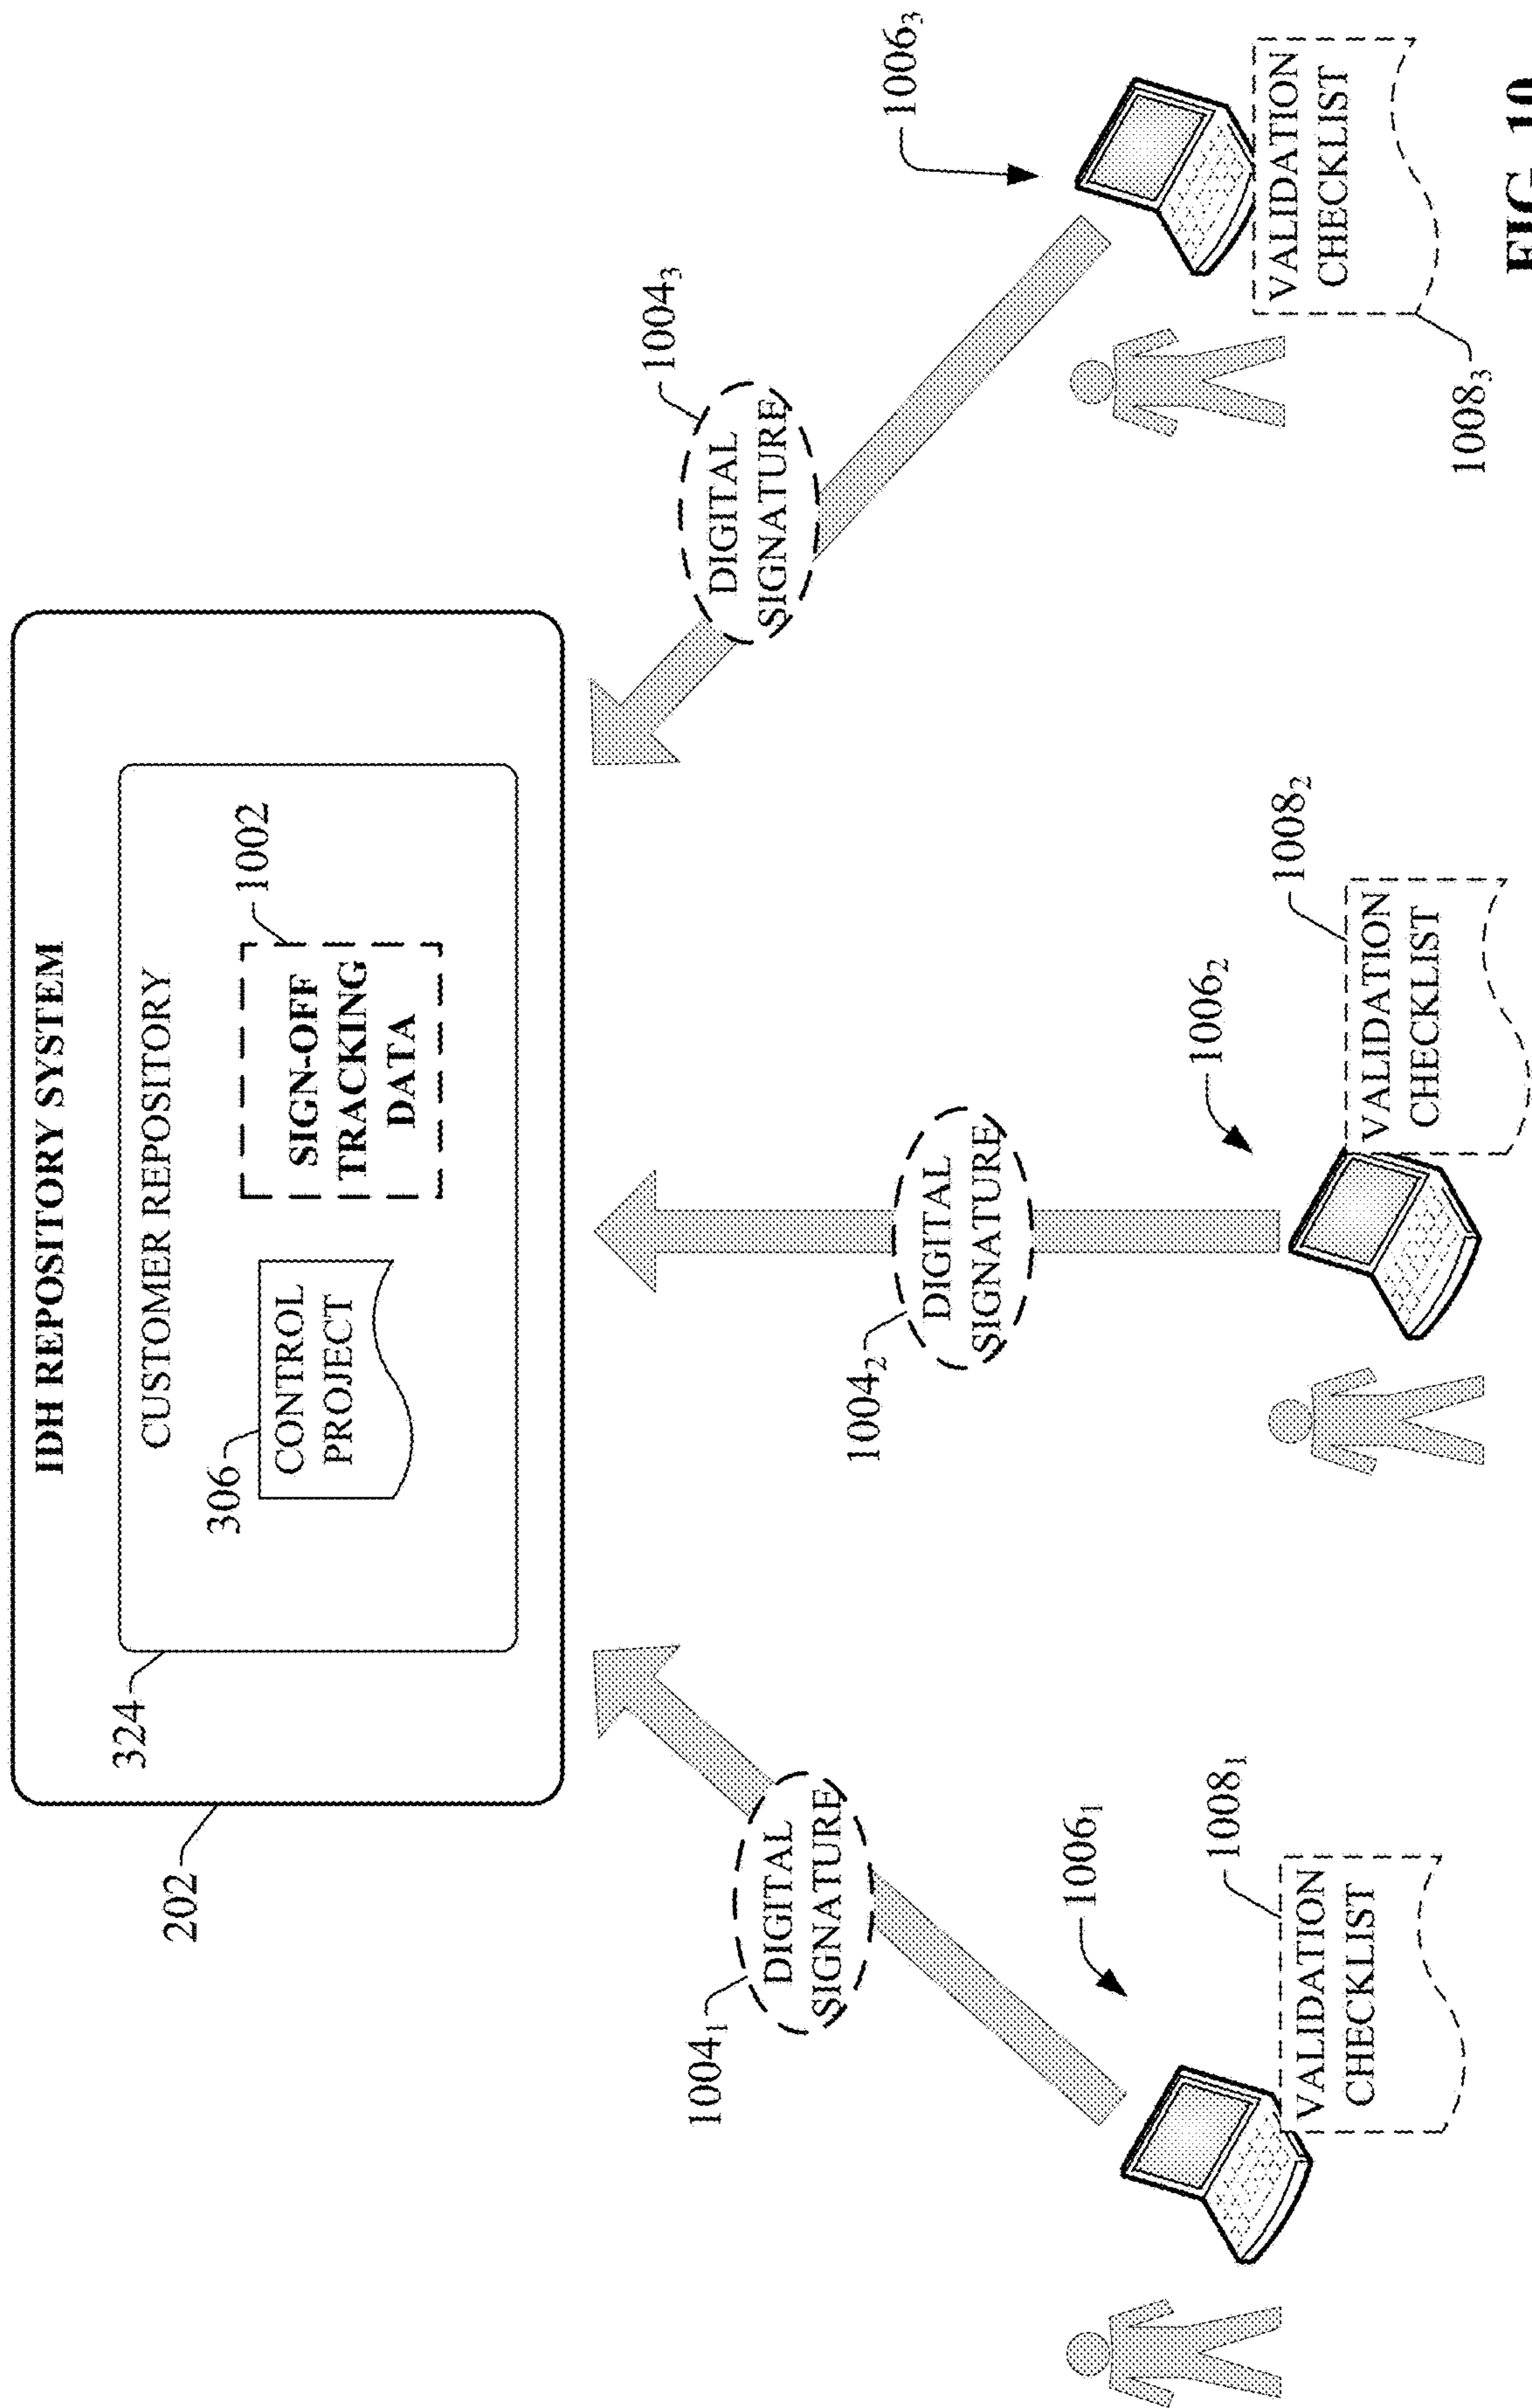 IDH REPOSITORY SYSTEM
202
324
CUSTOMER REPOSITORY
306
CONTROL
PROJECT
1002
SIGN-OFF
TRACKING
DATA
1004₁
DIGITAL
SIGNATURE
1004₂
DIGITAL
SIGNATURE
1004₃
DIGITAL
SIGNATURE
1006₁
1008₁
VALIDATION
CHECKLIST
1006₂
1008₂
VALIDATION
CHECKLIST
1006₃
1008₃
VALIDATION
CHECKLIST
FIG. 10